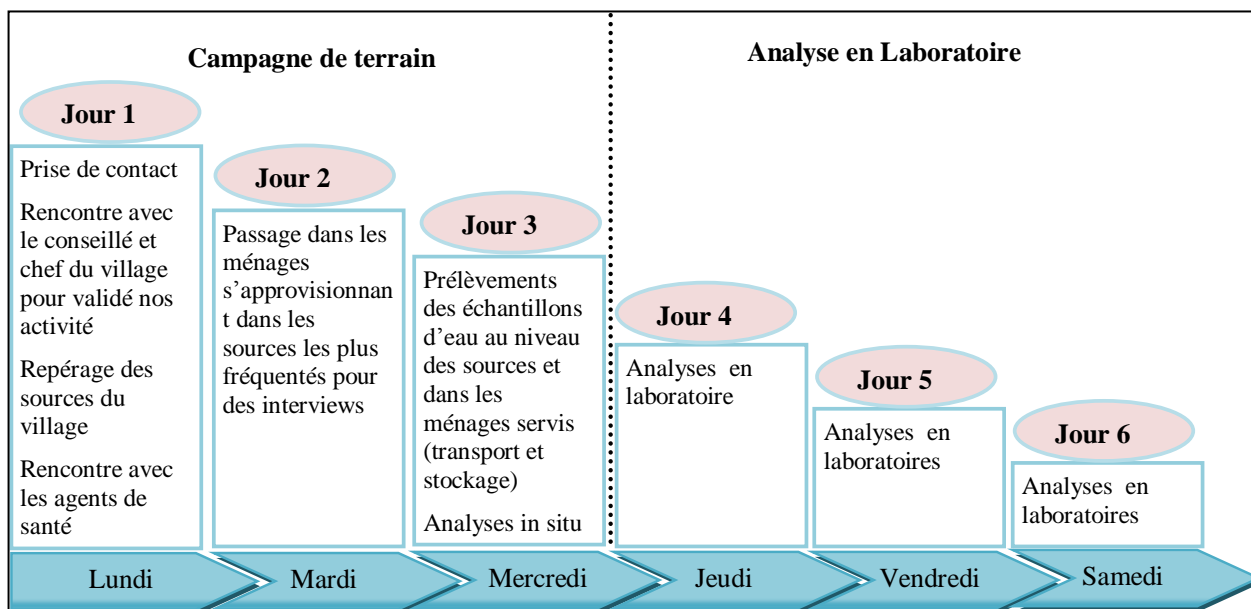 Campagne de terrain
Analyse en Laboratoire
Jour 1
Prise de contact
Rencontre avec
le conseillé et
chef du village
pour validé nos
activité
Repérage des
sources du
village
Rencontre avec
les agents de
santé
Jour 2
Passage dans les
ménages
s’approvisionnan
t dans les
sources les plus
fréquentés pour
des interviews
Jour 3
Prélèvements
des échantillons
d’eau au niveau
des sources et
dans les
ménages servis
(transport et
stockage)
Analyses in situ
Jour 4
Analyses en
laboratoire
Jour 5
Analyses en
laboratoires
Jour 6
Analyses en
laboratoires
Lundi
Mardi
Mercredi
Jeudi
Vendredi
Samedi